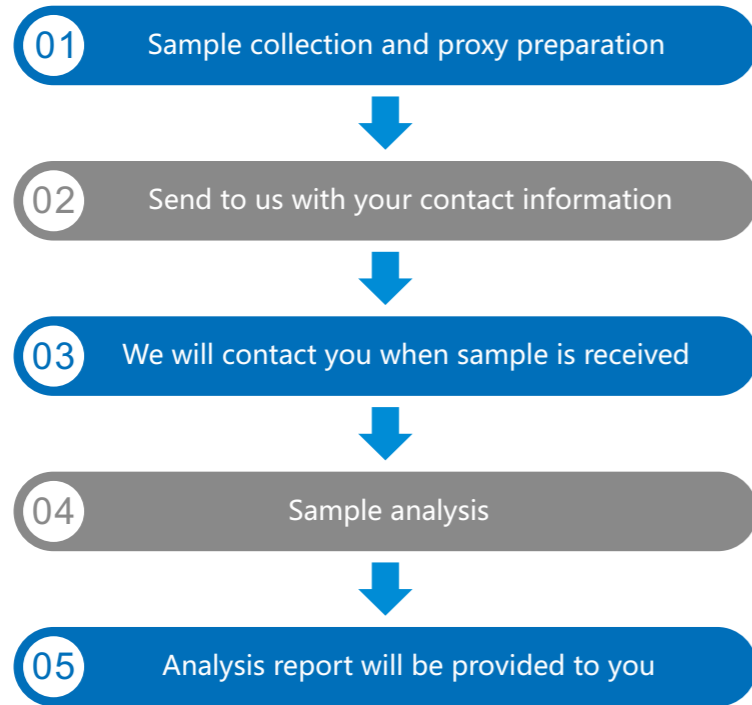 01 Sample collection and proxy preparation
02 Send to us with your contact information
03 We will contact you when sample is received
04 Sample analysis
05 Analysis report will be provided to you